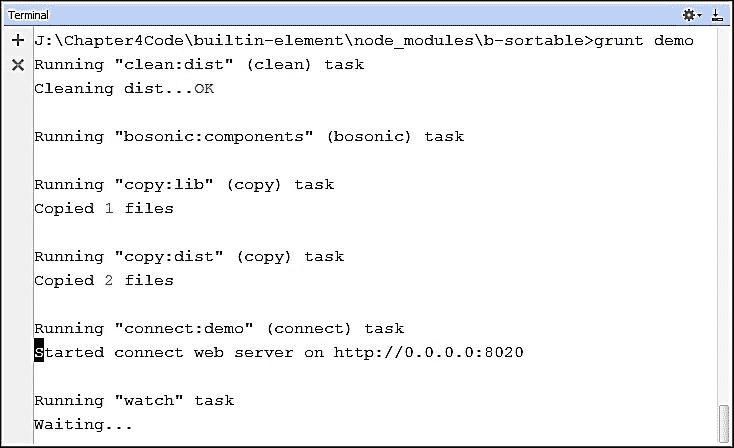 Terminal
J:\Chapter4Code\builtin-element\node_modules\b-sortable>grunt demo
Running "clean:dist" (clean) task
Cleaning dist...OK
Running "bosonic:components" (bosonic) task
Running "copy:lib" (copy) task
Copied 1 files
Running "copy:dist" (copy) task
Copied 2 files
Running "connect:demo" (connect) task
Started connect web server on http://0.0.0.0:8020
Running "watch" task
Waiting...